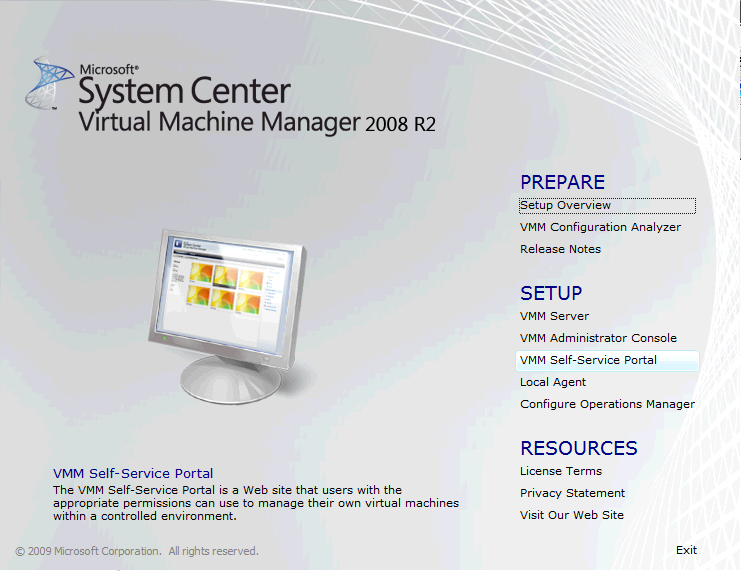 Microsoft®
System Center
Virtual Machine Manager 2008 R2
PREPARE
Setup Overview
VMM Configuration Analyzer
Release Notes
SETUP
VMM Server
VMM Administrator Console
VMM Self-Service Portal
Local Agent
Configure Operations Manager
RESOURCES
License Terms
Privacy Statement
Visit Our Web Site
VMM Self-Service Portal
The VMM Self-Service Portal is a Web site that users with the
appropriate permissions can use to manage their own virtual machines
within a controlled environment.
© 2009 Microsoft Corporation. All rights reserved.
Exit